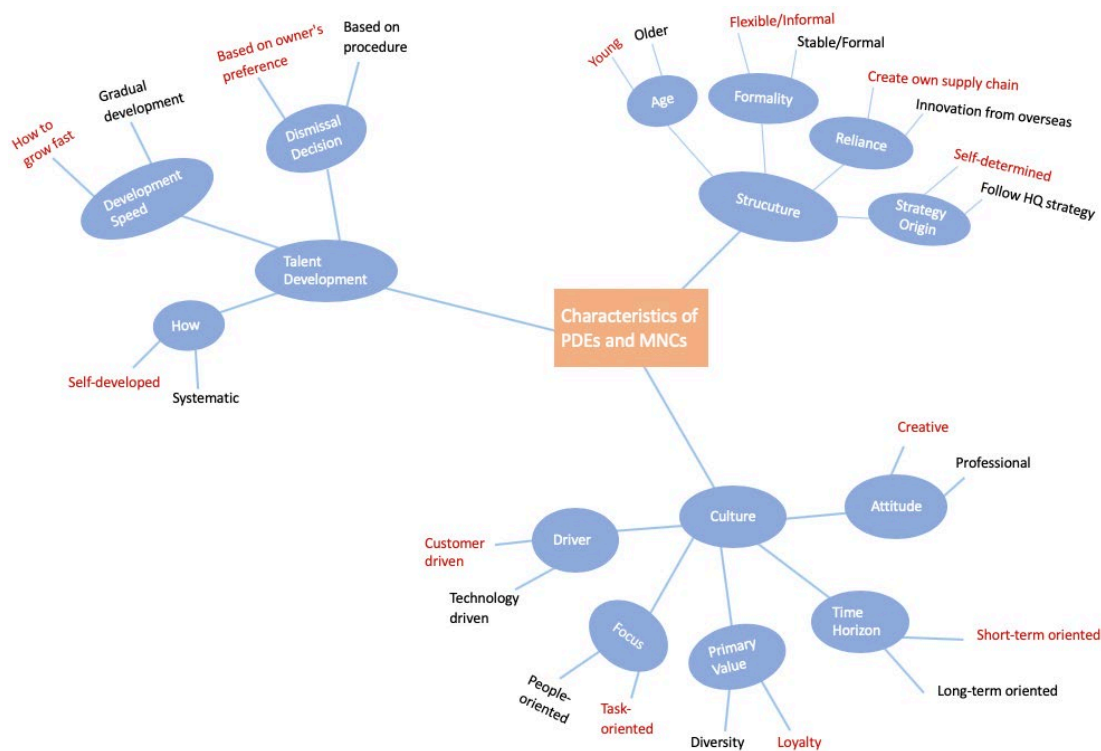 Based on owner's
preference
Based on
procedure
Gradual
development
How to
grow fast
Dismissal
Decision
Development
Speed
Talent
Development
How
Self-developed
Systematic
Young
Older
Flexible/Informal
Stable/Formal
Create own supply chain
Innovation from overseas
Age
Formality
Reliance
Self-determined
Follow HQ strategy
Strucuture
Strategy
Origin
Characteristics of
PDEs and MNCs
Creative
Professional
Culture
Attitude
Driver
Customer
driven
Technology
driven
Focus
People-
oriented
Task-
oriented
Primary
Value
Diversity
Loyalty
Time
Horizon
Short-term oriented
Long-term oriented